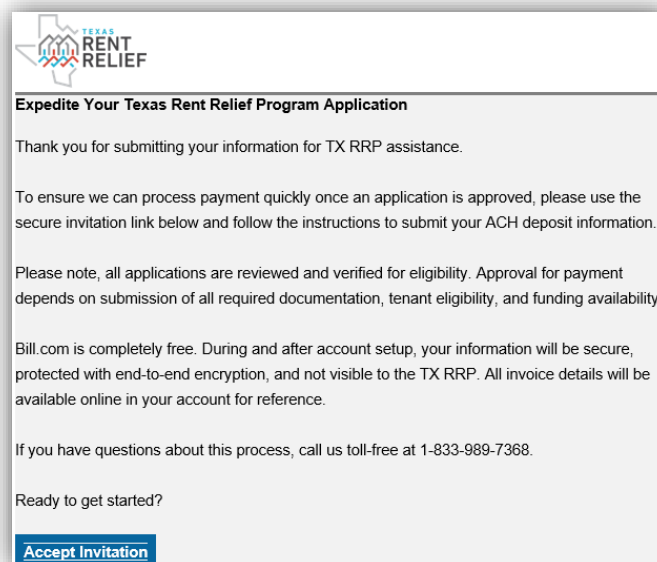 TEXAS
RENT
RELIEF
Expedite Your Texas Rent Relief Program Application
Thank you for submitting your information for TX RRP assistance.
To ensure we can process payment quickly once an application is approved, please use the
secure invitation link below and follow the instructions to submit your ACH deposit information.
Please note, all applications are reviewed and verified for eligibility. Approval for payment
depends on submission of all required documentation, tenant eligibility, and funding availability
Bill.com is completely free. During and after account setup, your information will be secure,
protected with end-to-end encryption, and not visible to the TX RRP. All invoice details will be
available online in your account for reference.
If you have questions about this process, call us toll-free at 1-833-989-7368.
Ready to get started?
Accept Invitation